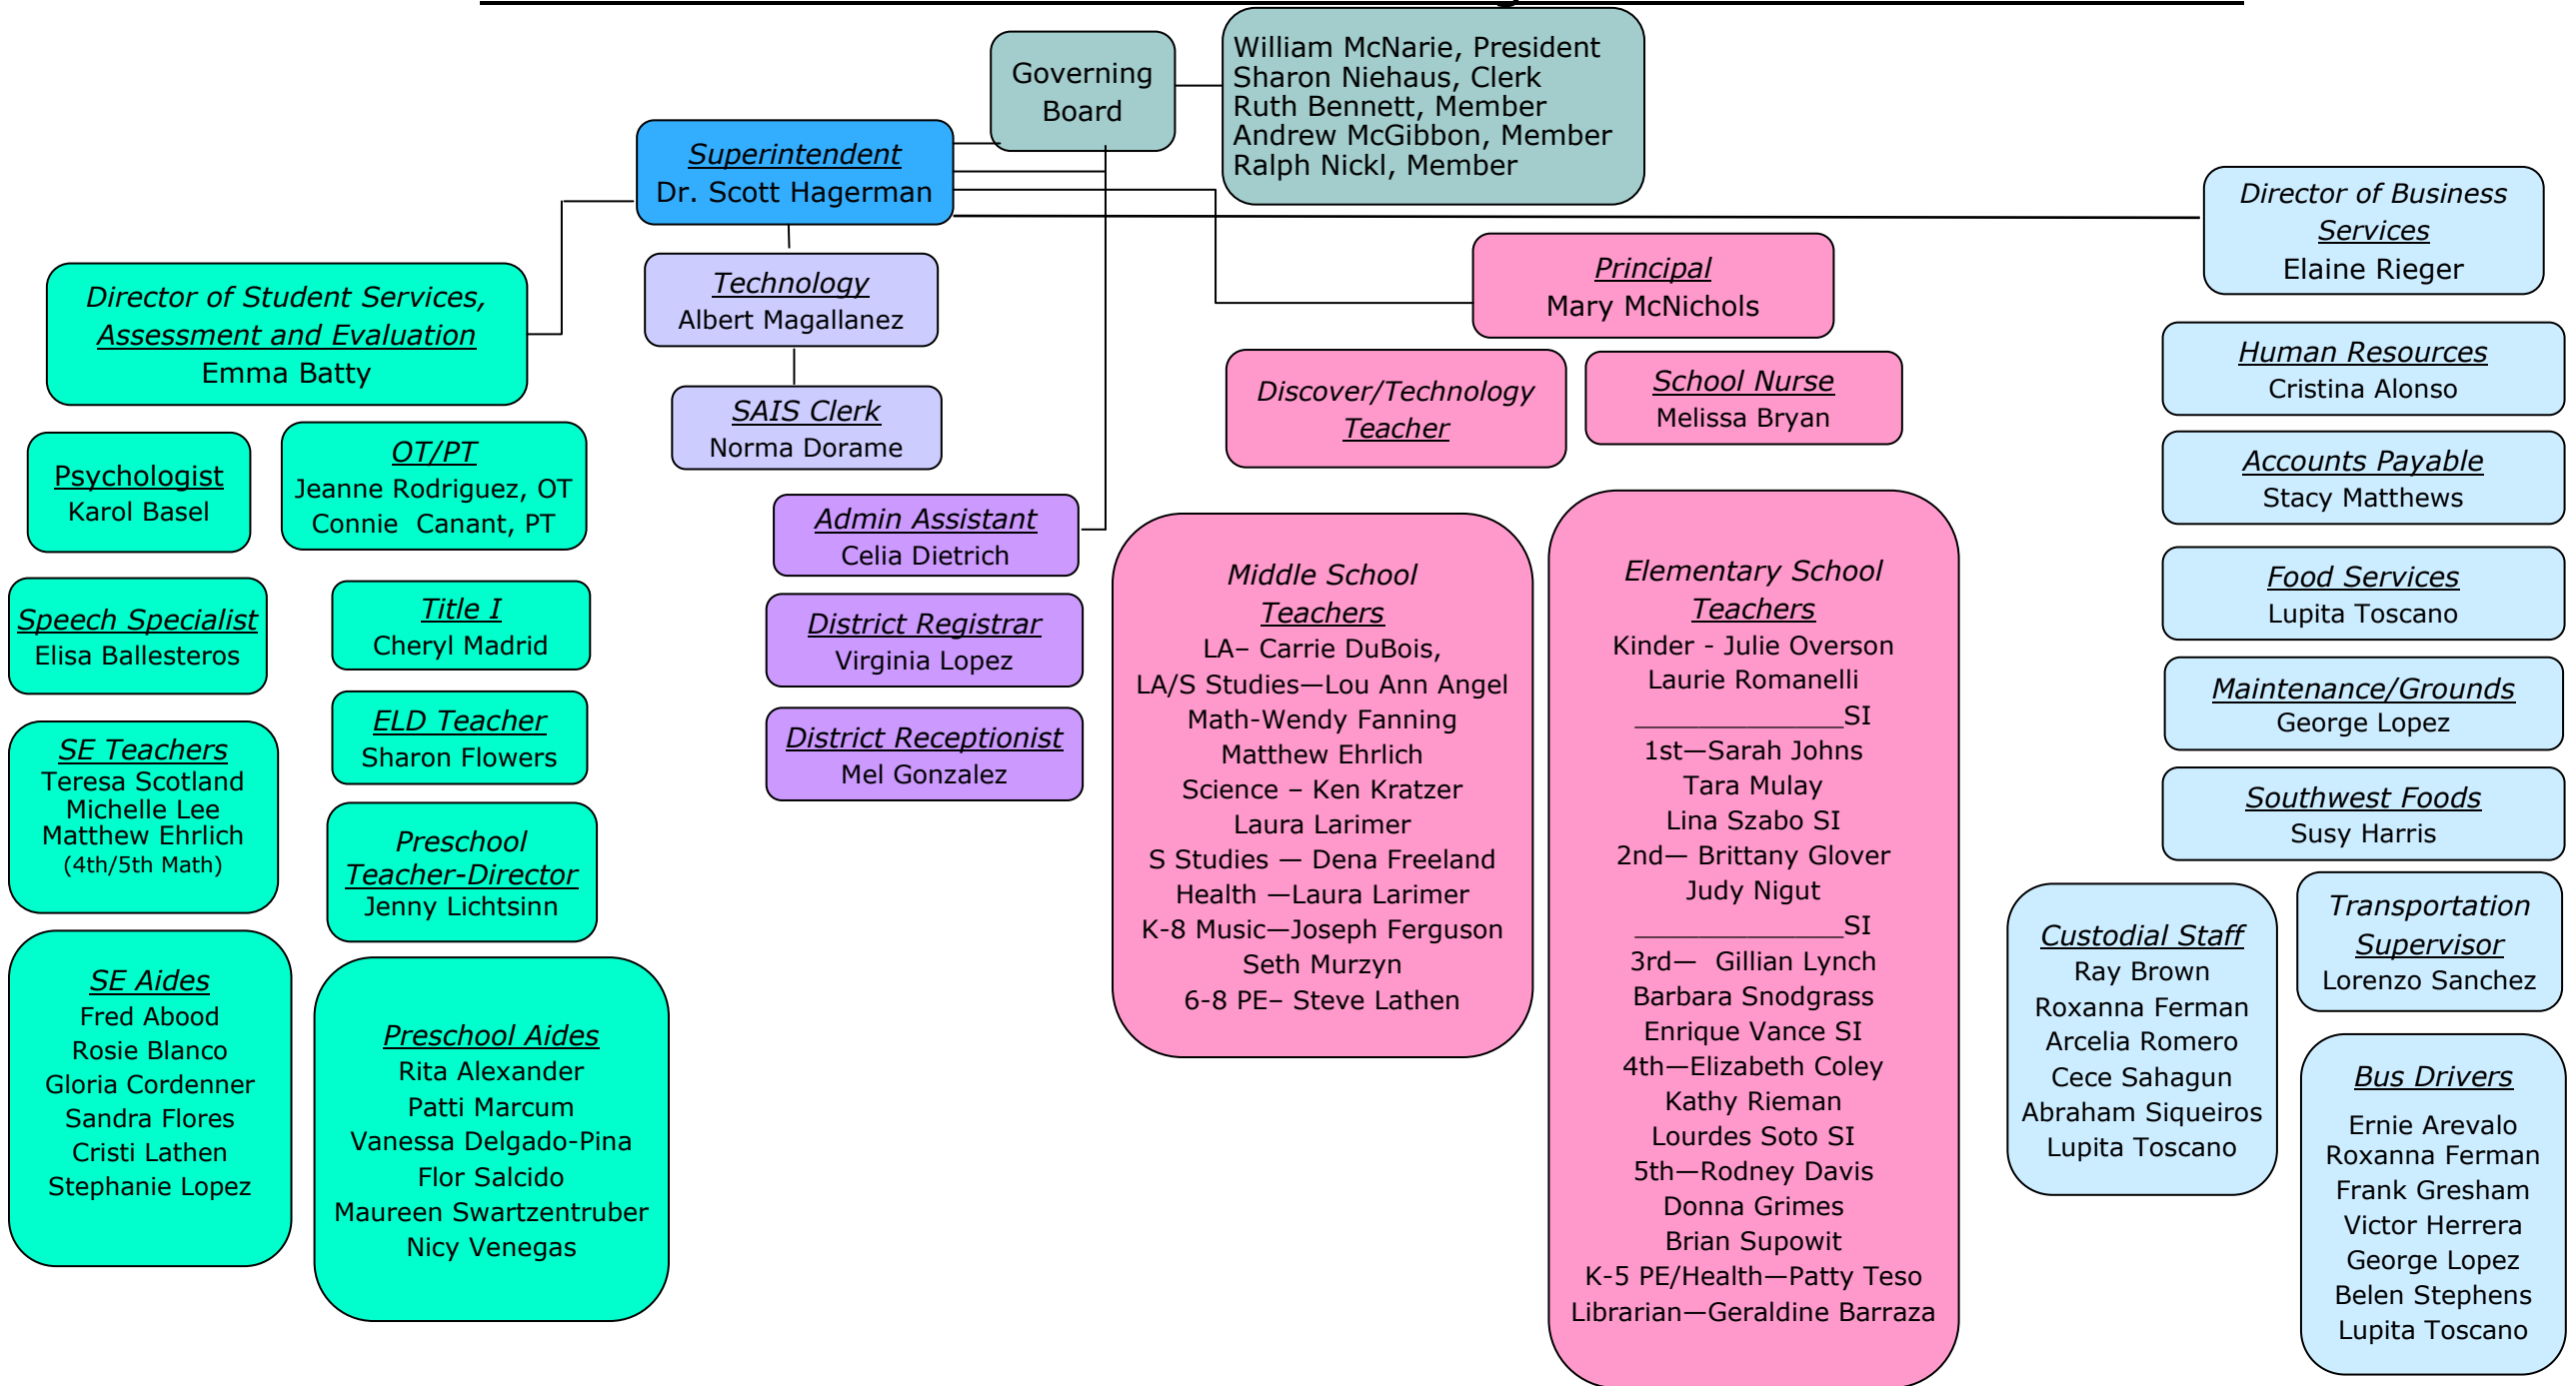 Governing
Board
William McNarie, President
Sharon Niehaus, Clerk
Ruth Bennett, Member
Andrew McGibbon, Member
Ralph Nickl, Member
Superintendent
Dr. Scott Hagerman
Director of Business
Services
Elaine Rieger
Principal
Mary McNichols
Technology
Albert Magallanez
Director of Student Services,
Assessment and Evaluation
Emma Batty
Human Resources
Cristina Alonso
Discover/Technology
Teacher
School Nurse
Melissa Bryan
SAIS Clerk
Norma Dorame
Psychologist
Karol Basel
OT/PT
Jeanne Rodriguez, OT
Connie  Canant, PT
Accounts Payable
Stacy Matthews
Admin Assistant
Celia Dietrich
Food Services
Lupita Toscano
Speech Specialist
Elisa Ballesteros
Title I
Cheryl Madrid
District Registrar
Virginia Lopez
Middle School
Teachers
LA– Carrie DuBois,
LA/S Studies—Lou Ann Angel
Math-Wendy Fanning
Matthew Ehrlich
Science – Ken Kratzer
Laura Larimer
S Studies — Dena Freeland
Health —Laura Larimer
K-8 Music—Joseph Ferguson
Seth Murzyn
6-8 PE– Steve Lathen
Elementary School
Teachers
Kinder - Julie Overson
Laurie Romanelli
_____________SI
1st—Sarah Johns
Tara Mulay
Lina Szabo SI
2nd— Brittany Glover
Judy Nigut
_____________SI
3rd—  Gillian Lynch
Barbara Snodgrass
Enrique Vance SI
4th—Elizabeth Coley
Kathy Rieman
Lourdes Soto SI
5th—Rodney Davis
Donna Grimes
Brian Supowit
K-5 PE/Health—Patty Teso
Librarian—Geraldine Barraza
Maintenance/Grounds
George Lopez
ELD Teacher
Sharon Flowers
District Receptionist
Mel Gonzalez
SE Teachers
Teresa Scotland
Michelle Lee
Matthew Ehrlich
(4th/5th Math)
Southwest Foods
Susy Harris
Preschool
Teacher-Director
Jenny Lichtsinn
Custodial Staff
Ray Brown
Roxanna Ferman
Arcelia Romero
Cece Sahagun
Abraham Siqueiros
Lupita Toscano
Transportation
Supervisor
Lorenzo Sanchez
SE Aides
Fred Abood
Rosie Blanco
Gloria Cordenner
Sandra Flores
Cristi Lathen
Stephanie Lopez
Preschool Aides
Rita Alexander
Patti Marcum
Vanessa Delgado-Pina
Flor Salcido
Maureen Swartzentruber
Nicy Venegas
Bus Drivers
Ernie Arevalo
Roxanna Ferman
Frank Gresham
Victor Herrera
George Lopez
Belen Stephens
Lupita Toscano